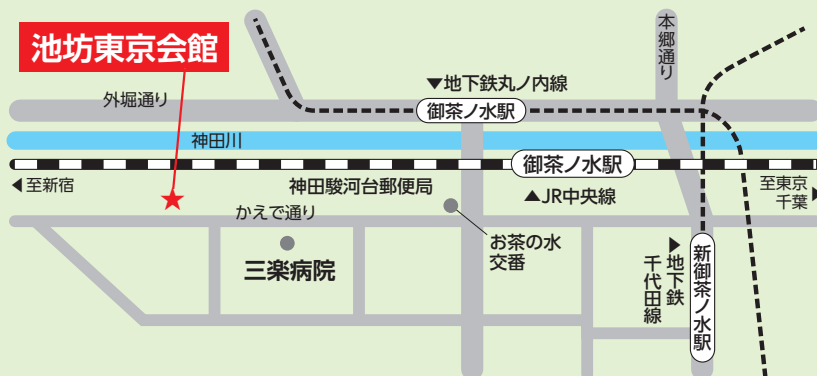 池坊東京会館
本郷通り
▼地下鉄丸ノ内線
外堀通り
御茶ノ水駅
神田川
御茶ノ水駅
◀至新宿
神田駿河台郵便局
▲JR中央線
至東京
千葉▶
かえで通り
お茶の水
交番
三楽病院
▶地下鉄
千代田線
新御茶ノ水駅